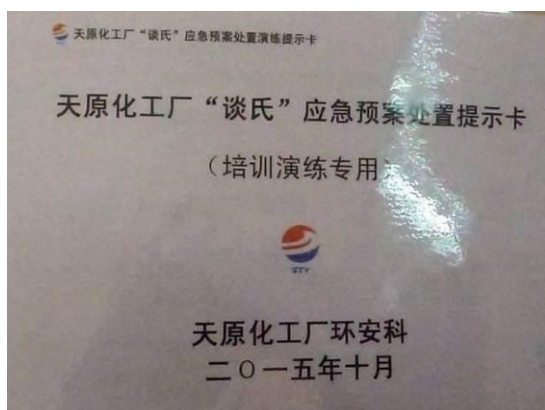 天原化工厂“谈氏”应急预案处置演练提示卡
天原化工厂“谈氏”应急预案处置提示卡
（培训演练专用）
STY
天原化工厂环安科
二〇一五年十月